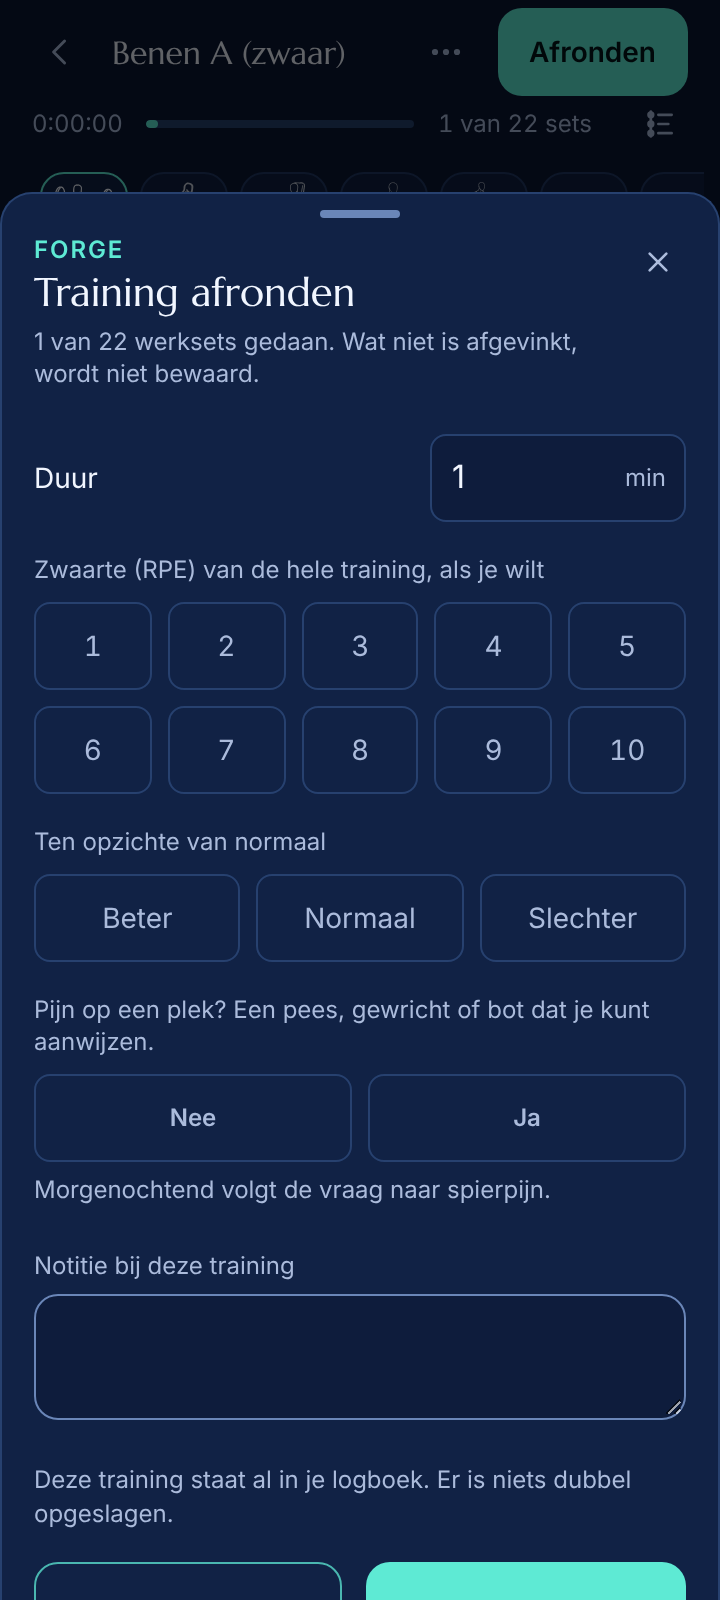 Benen A (zwaar)
Afronden
0:00:00
1 van 22 sets
FORGE
Training afronden
1 van 22 werksets gedaan. Wat niet is afgevinkt,
wordt niet bewaard.
Duur
1
min
Zwaarte (RPE) van de hele training, als je wilt
1 2 3 4 5
6 7 8 9 10
Ten opzichte van normaal
Beter Normaal Slechter
Pijn op een plek? Een pees, gewricht of bot dat je kunt
aanwijzen.
Nee Ja
Morgenochtend volgt de vraag naar spierpijn.
Notitie bij deze training
Deze training staat al in je logboek. Er is niets dubbel
opgeslagen.